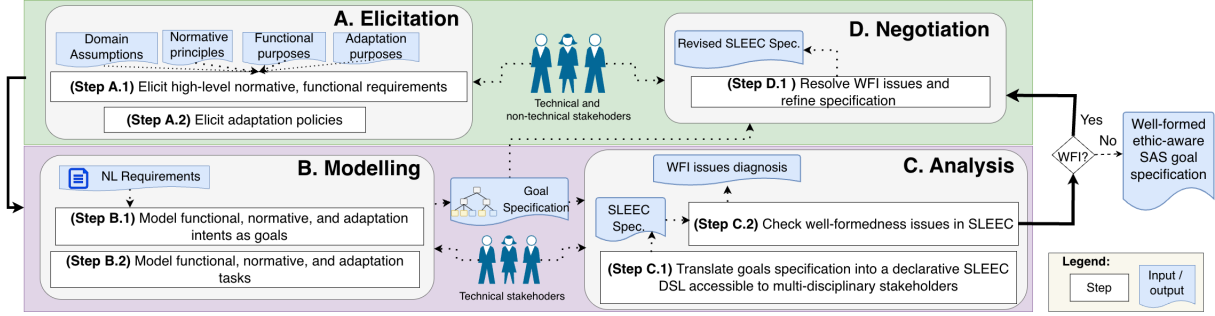 A. Elicitation
Domain
Assumptions
Normative
principles
Functional
purposes
Adaptation
purposes
(Step A.1) Elicit high-level normative, functional requirements
(Step A.2) Elicit adaptation policies
Technical and
non-technical stakehoders
D. Negotiation
Revised SLEEC Spec.
(Step D.1 ) Resolve WFI issues and
refine specification
B. Modelling
NL Requirements
(Step B.1) Model functional, normative, and adaptation
intents as goals
(Step B.2) Model functional, normative, and adaptation
tasks
Goal
Specification
Technical stakeholders
C. Analysis
WFI issues diagnosis
SLEEC
Spec.
(Step C.2) Check well-formedness issues in SLEEC
(Step C.1) Translate goals specification into a declarative SLEEC
DSL accessible to multi-disciplinary stakeholders
Yes
WFI?
No
Well-formed
ethic-aware
SAS goal
specification
Legend:
Step
Input /
output